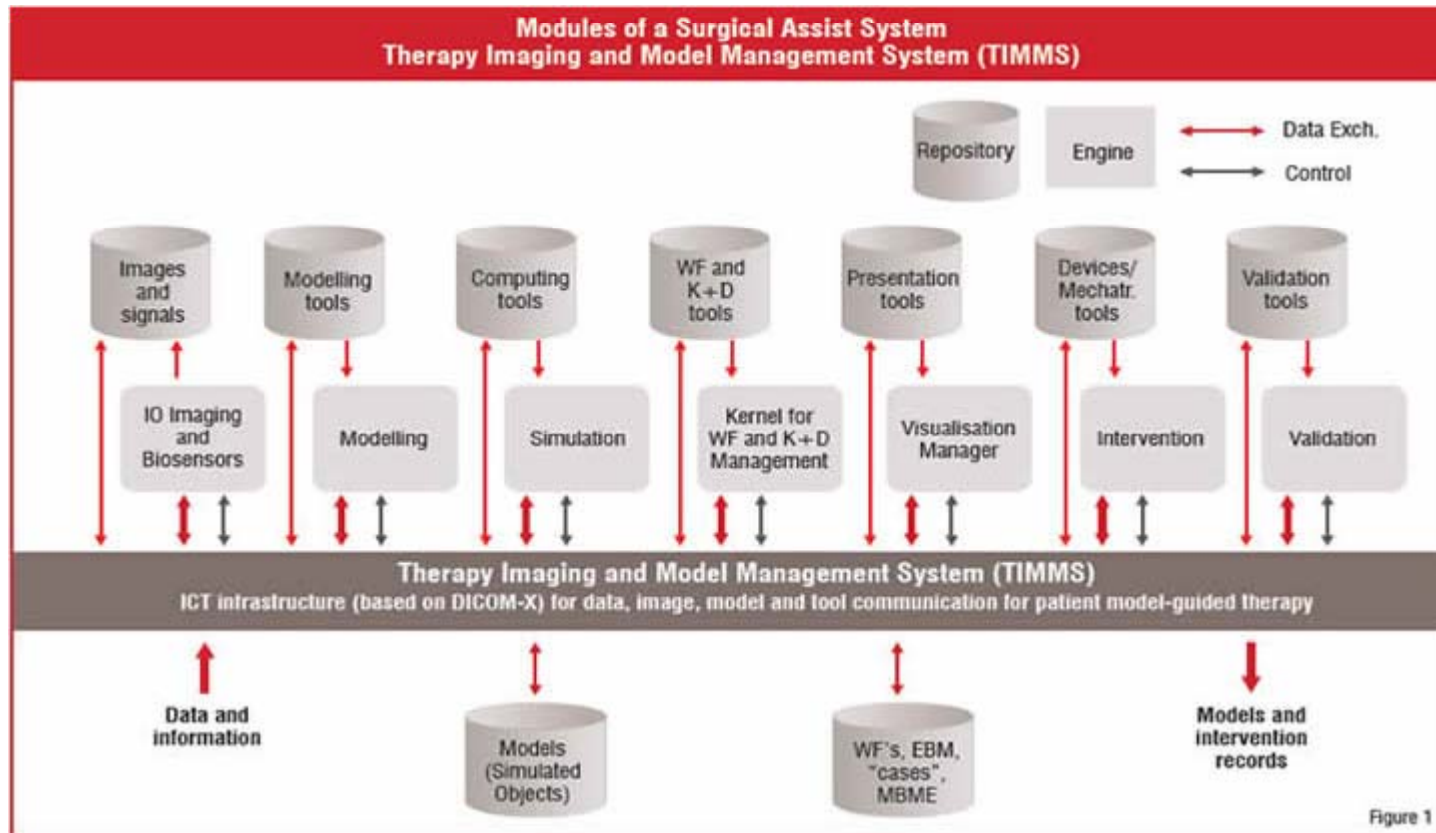 Modules of a Surgical Assist System
Therapy Imaging and Model Management System (TIMMS)
Repository
Engine
Data Exch.
Control
Images
and
signals
Modelling
tools
Computing
tools
WF and
K+D
tools
Presentation
tools
Devices/
Mechatr.
tools
Validation
tools
IO Imaging
and
Biosensors
Modelling
Simulation
Kernel for
WF and K+D
Management
Visualisation
Manager
Intervention
Validation
Therapy Imaging and Model Management System (TIMMS)
ICT infrastructure (based on DICOM-X) for data, image, model and tool communication for patient model-guided therapy
Data and
information
Models
(Simulated
Objects)
WF's, EBM,
"cases",
MBME
Models and
intervention
records
Figure 1